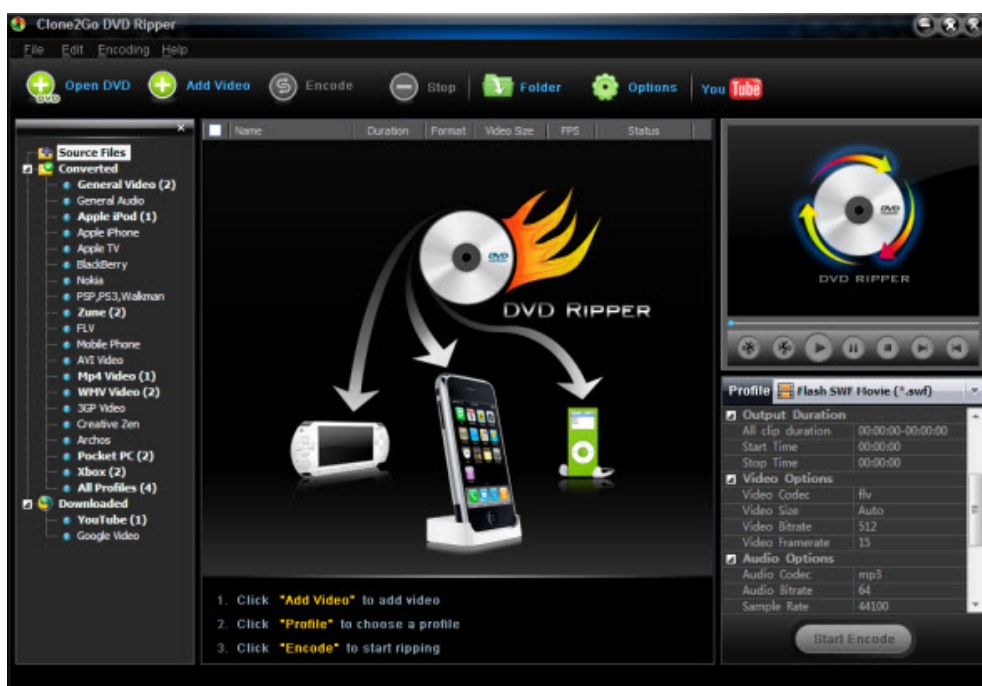 Clone2Go DVD Ripper
File Edit Encoding Help
DVD Open DVD Add Video Encode Stop Folder Options You Tube
Name Duration Format Video Size FPS Status
Source Files
Converted
General Video (2)
General Audio
Apple iPod (1)
Apple iPhone
Apple TV
BlackBerry
Nokia
PSP,PS3,Walkman
Zune (2)
FLV
Mobile Phone
AVI Video
Mp4 Video (1)
WMV Video (2)
3GP Video
Creative Zen
Archos
Pocket PC (2)
Xbox (2)
All Profiles (4)
Downloaded
YouTube (1)
Google Video
DVD
DVD RIPPER
1. Click "Add Video" to add video
2. Click "Profile" to choose a profile
3. Click "Encode" to start ripping
DVD
DVD RIPPER
Profile Flash SWF Movie (*.swf)
Output Duration
All clip duration 00:00:00-00:00:00
Start Time 00:00:00
Stop Time 00:00:00
Video Options
Video Codec flv
Video Size Auto
Video Bitrate 512
Video Framerate 15
Audio Options
Audio Codec mp3
Audio Bitrate 64
Sample Rate 44100
Start Encode